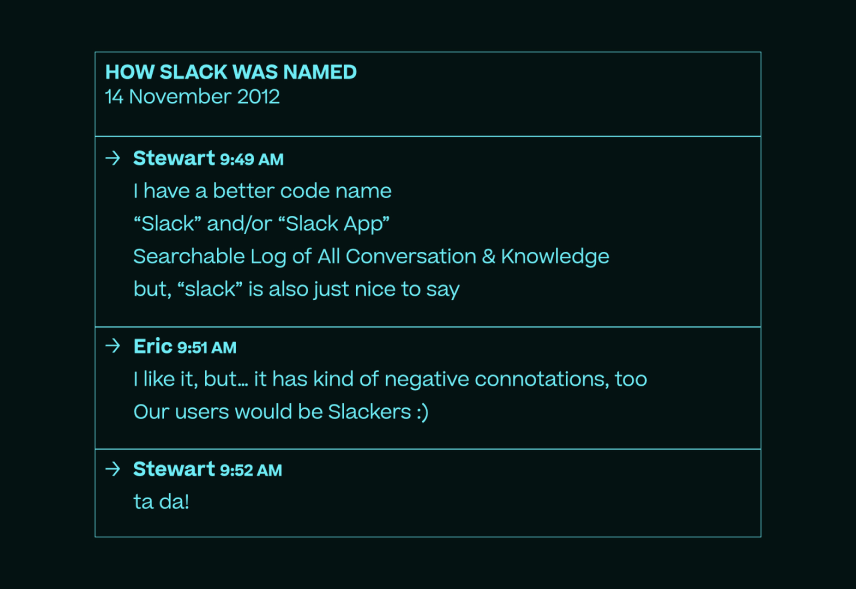 HOW SLACK WAS NAMED
14 November 2012
→ Stewart 9:49 AM
I have a better code name
“Slack” and/or “Slack App”
Searchable Log of All Conversation & Knowledge
but, “slack” is also just nice to say
→ Eric 9:51 AM
I like it, but... it has kind of negative connotations, too
Our users would be Slackers :)
→ Stewart 9:52 AM
ta da!